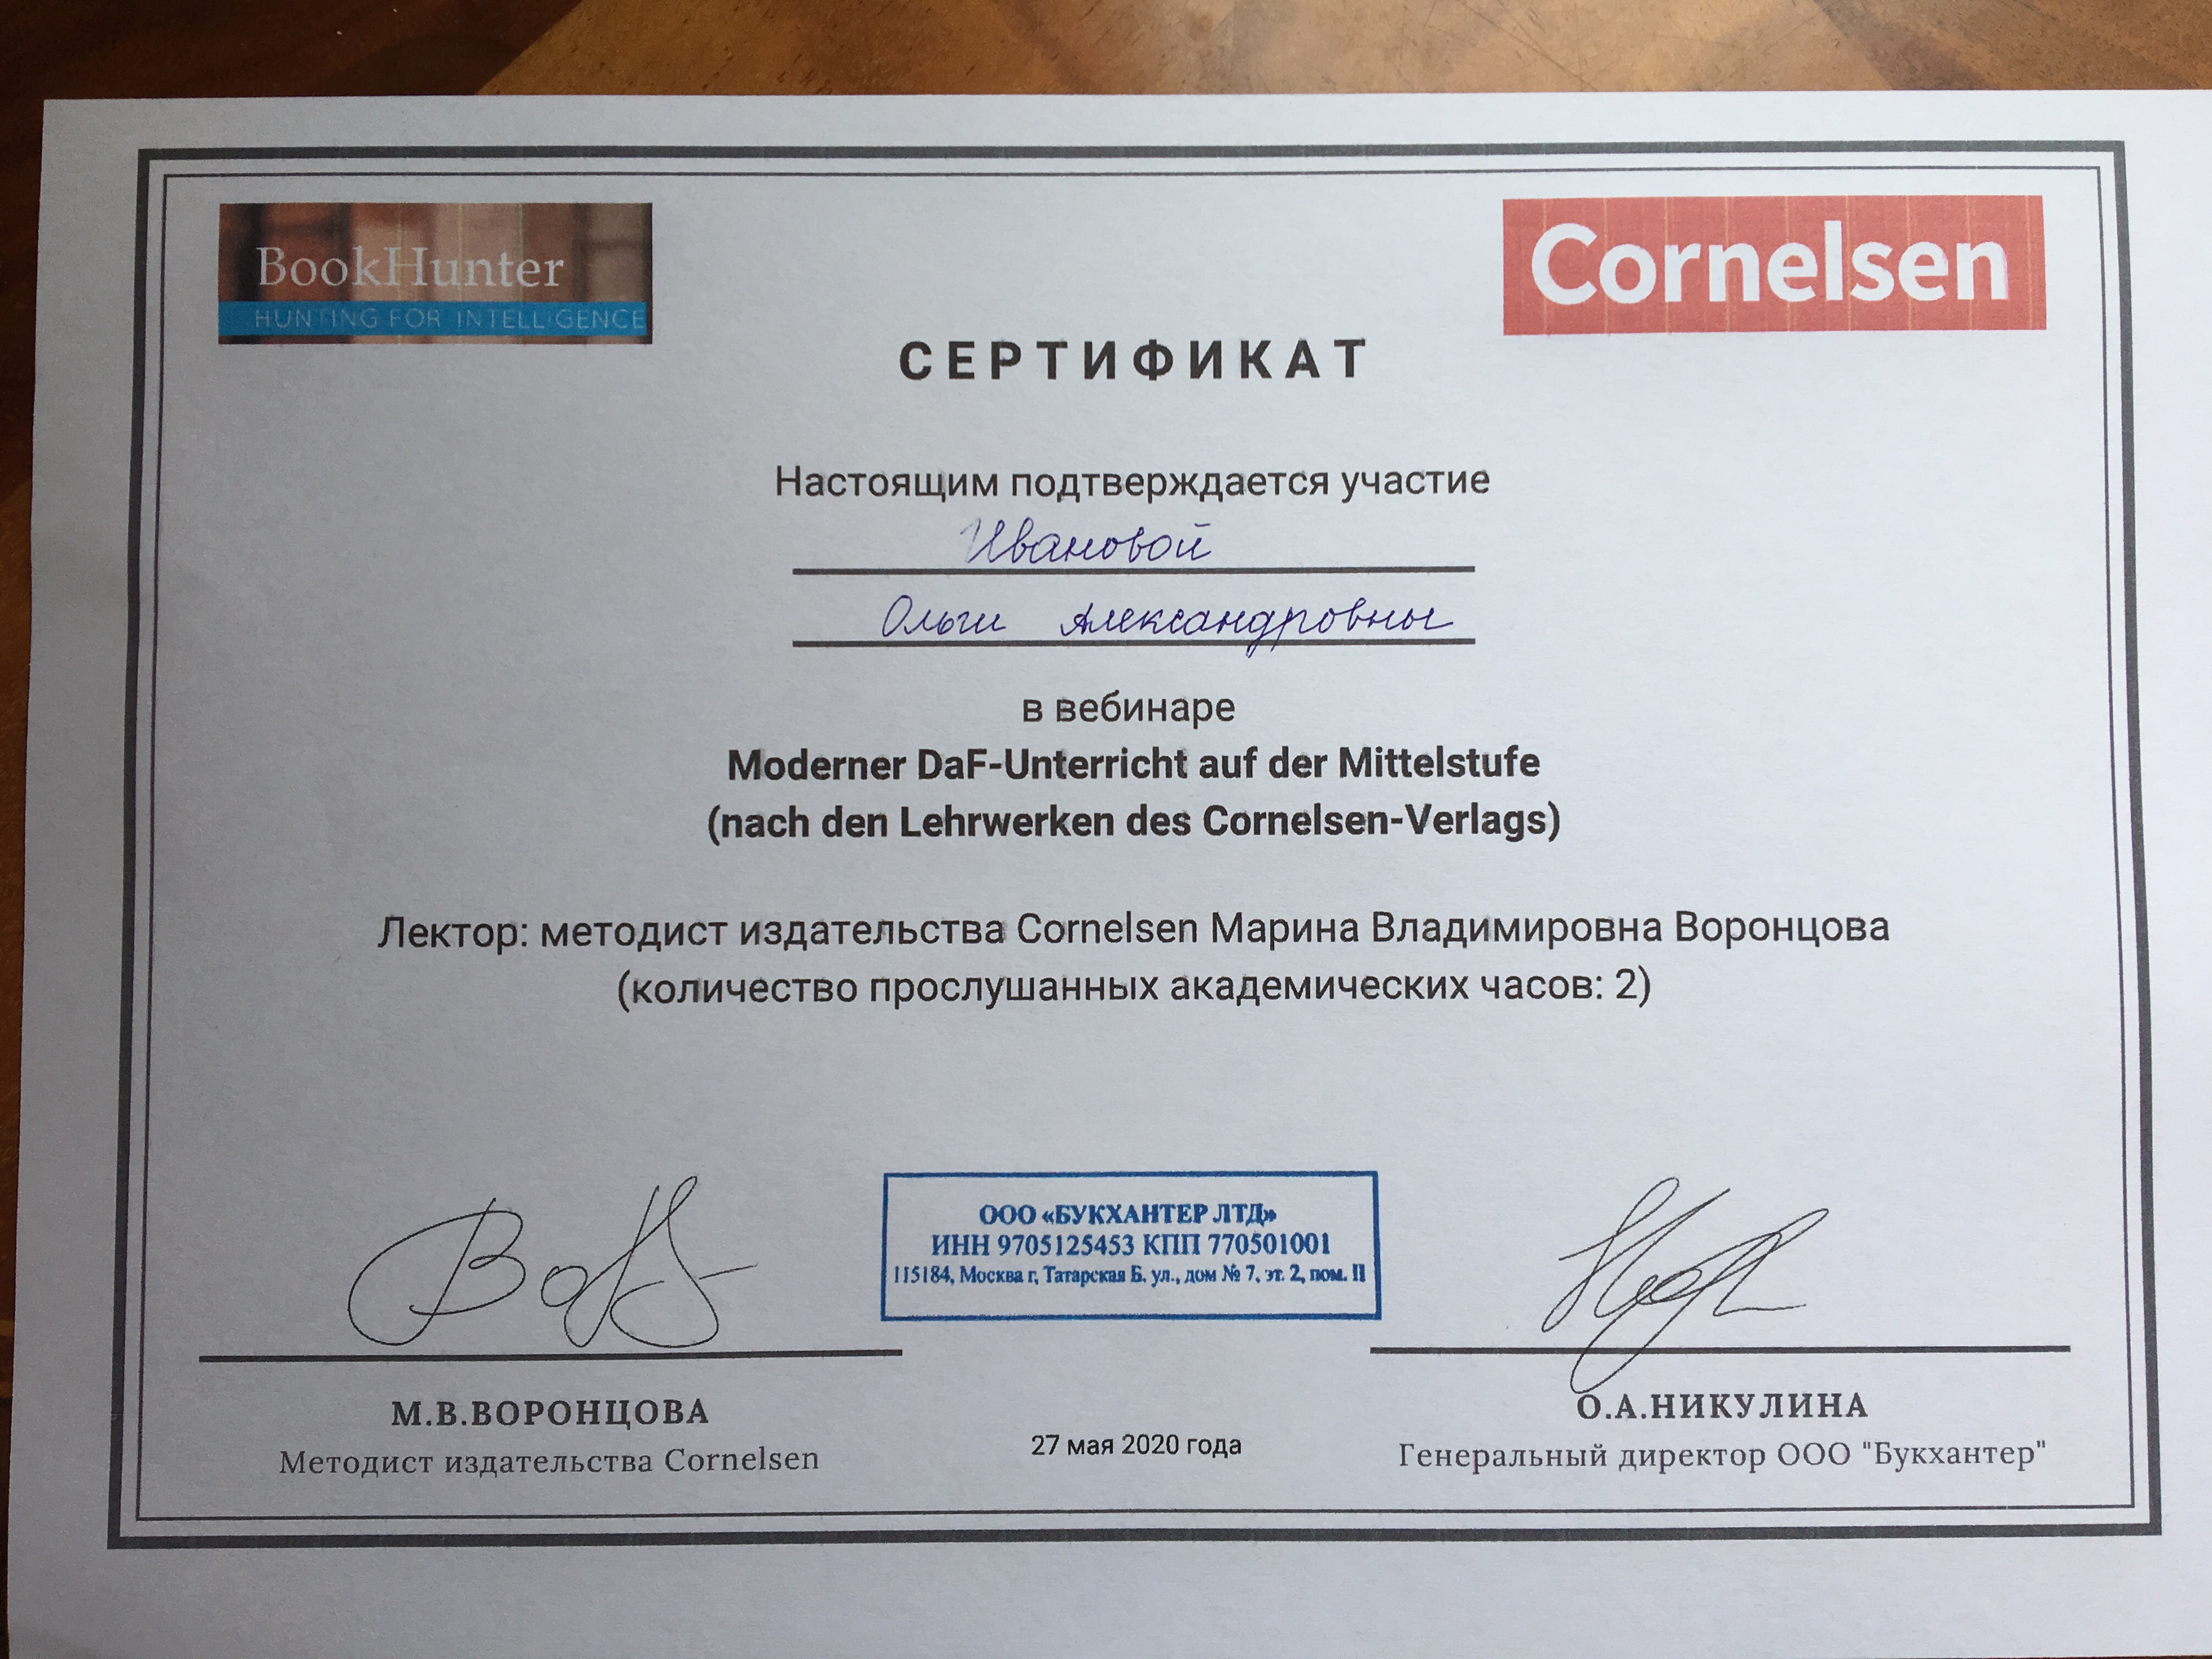 BookHunter
HUNTING FOR INTELLIGENCE
Cornelsen
СЕРТИФИКАТ
Настоящим подтверждается участие
Ивановой
Ольги Александровны
в вебинаре
Moderner DaF-Unterricht auf der Mittelstufe
(nach den Lehrwerken des Cornelsen-Verlags)
Лектор: методист издательства Cornelsen Марина Владимировна Воронцова
(количество прослушанных академических часов: 2)
ООО «БУКХАНТЕР ЛТД»
ИНН 9705125453 КПП 770501001
115184, Москва г, Татарская Б. ул., дом № 7, эт. 2, пом. II
М.В.ВОРОНЦОВА
Методист издательства Cornelsen
27 мая 2020 года
О.А.НИКУЛИНА
Генеральный директор ООО "Букхантер"